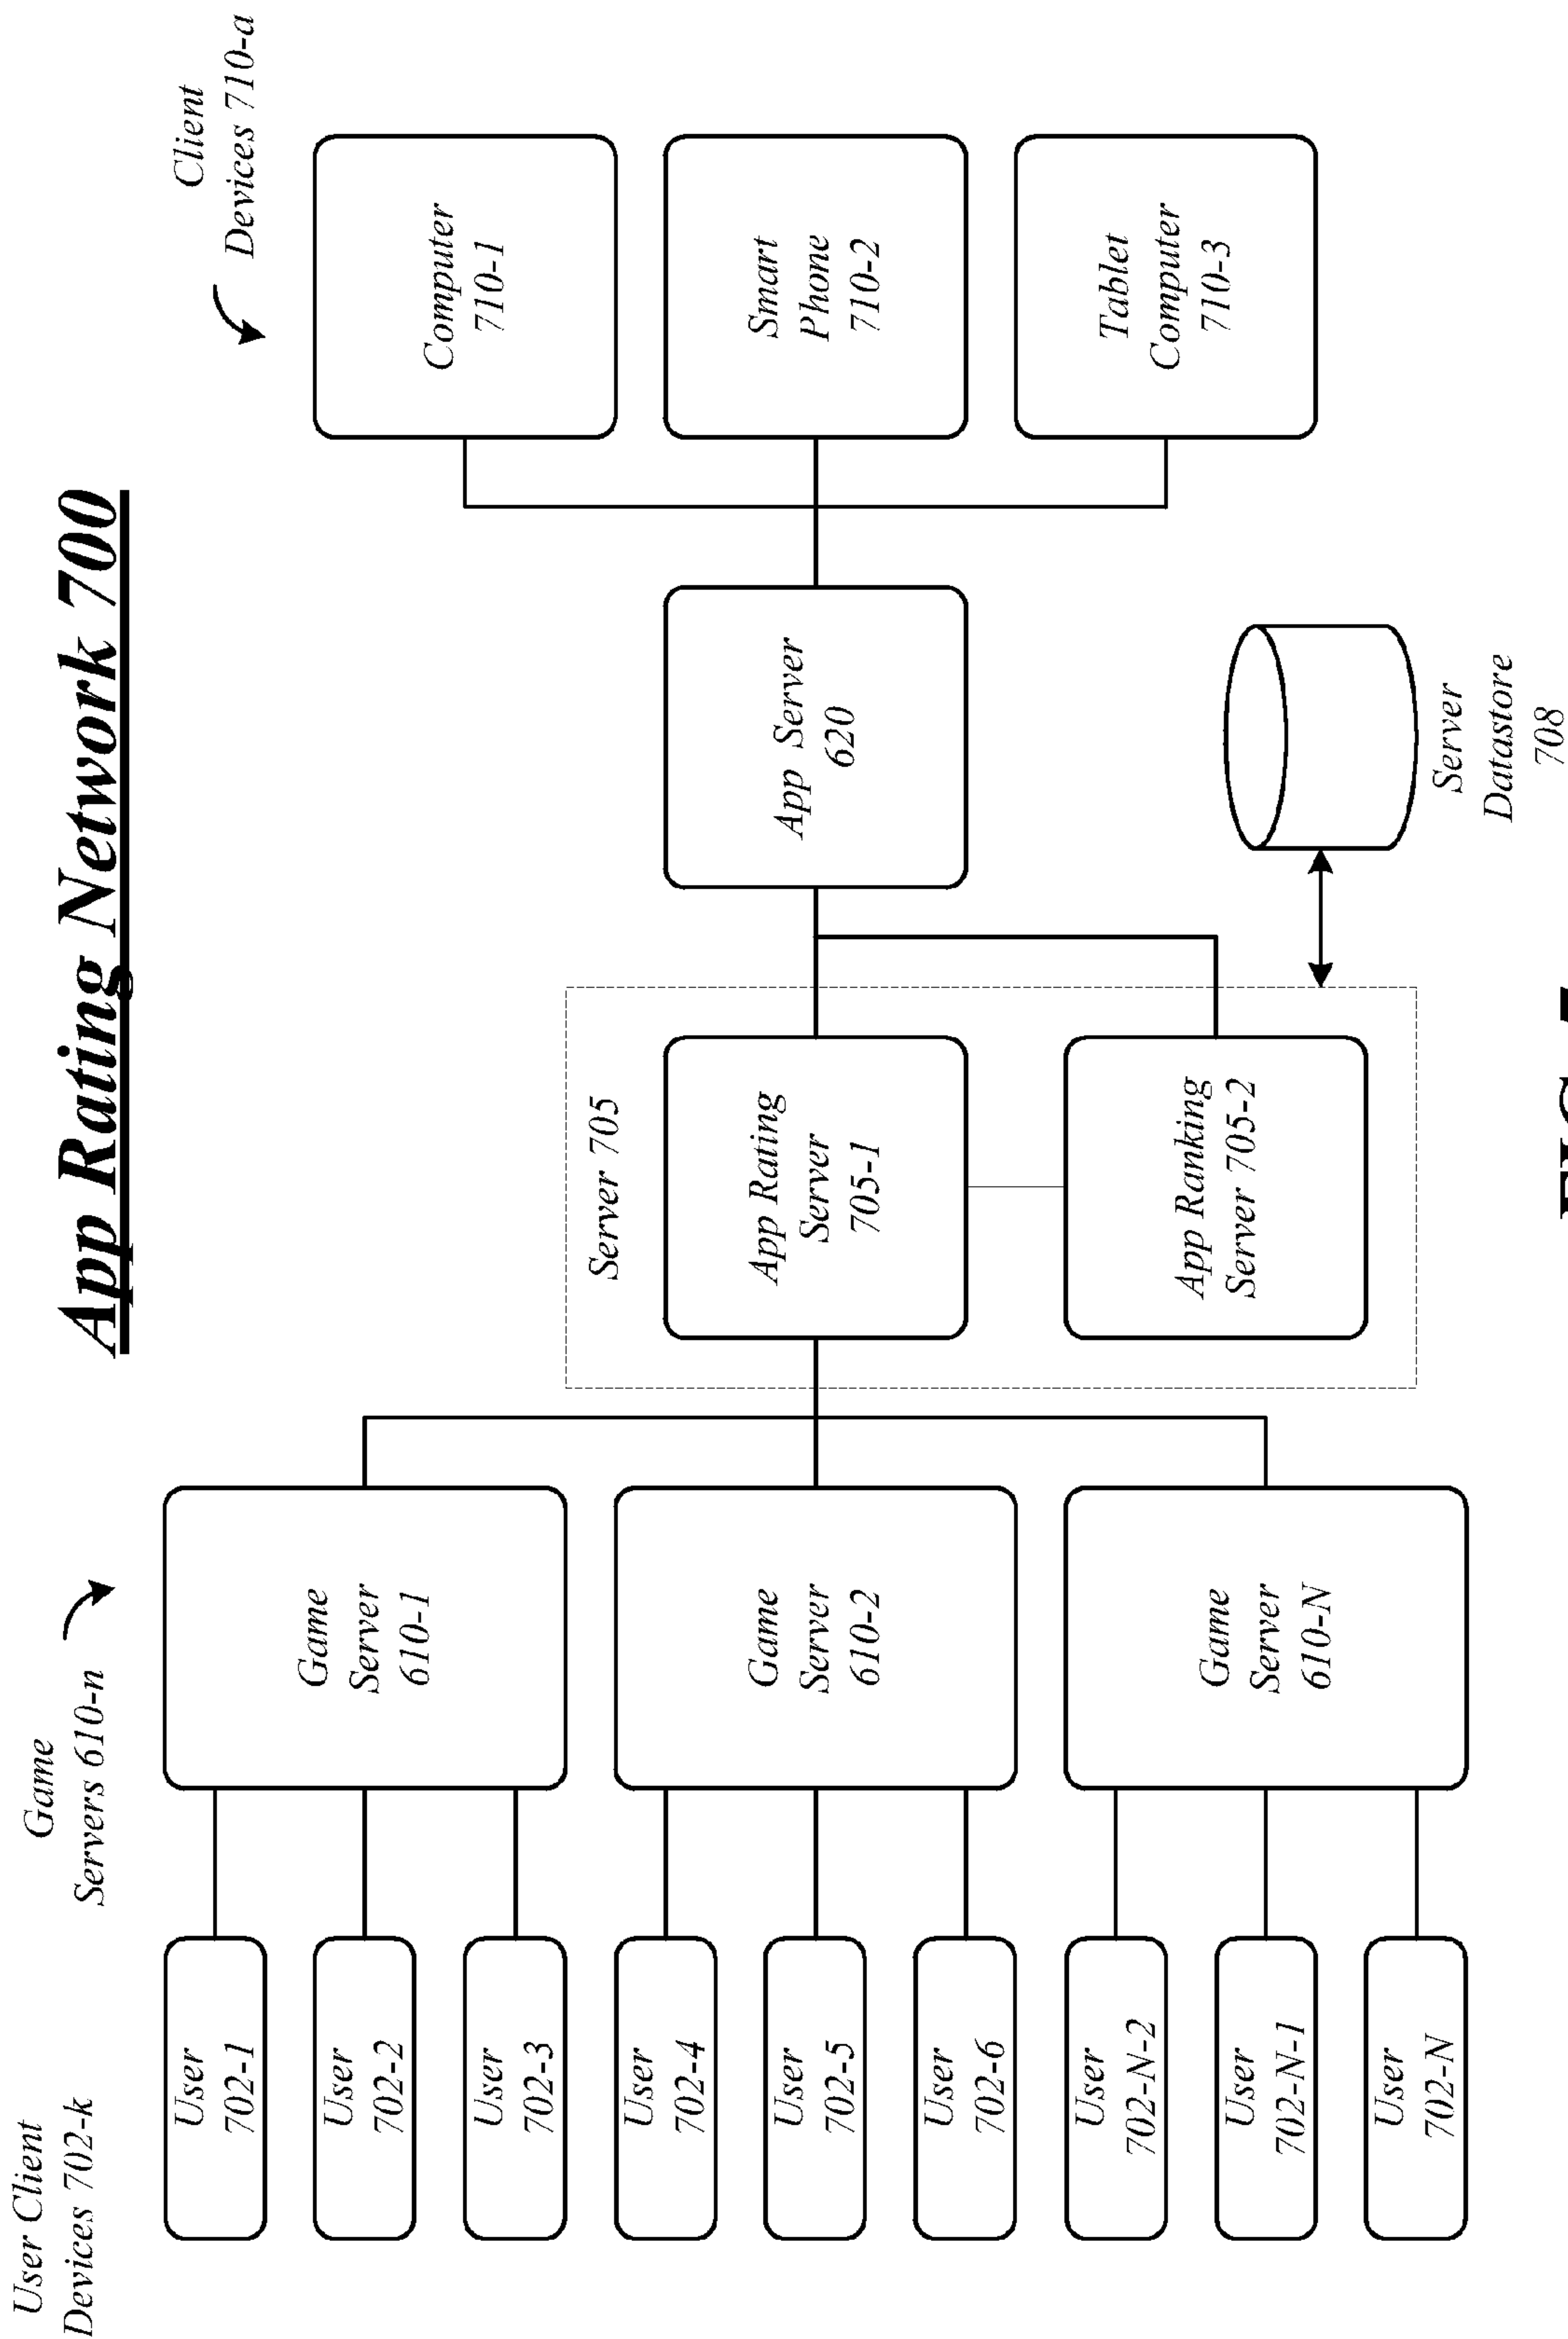 App Rating Network 700
User Client
Devices 702-k
Game
Servers 610-n
Client
Devices 710-a
User
702-1
User
702-2
User
702-3
User
702-4
User
702-5
User
702-6
User
702-N-2
User
702-N-1
User
702-N
Game
Server
610-1
Game
Server
610-2
Game
Server
610-N
Server 705
App Rating
Server
705-1
App Ranking
Server 705-2
App Server
620
Server
Datastore
708
Computer
710-1
Smart
Phone
710-2
Tablet
Computer
710-3